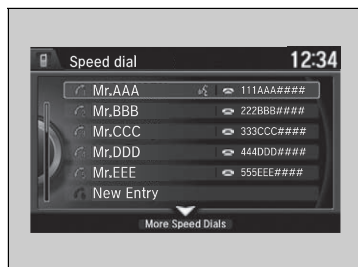 Speed dial 12:34
Mr.AAA 111AAA####
Mr.BBB 222BBB####
Mr.CCC 333CCC####
Mr.DDD 444DDD####
Mr.EEE 555EEE####
New Entry
More Speed Dials